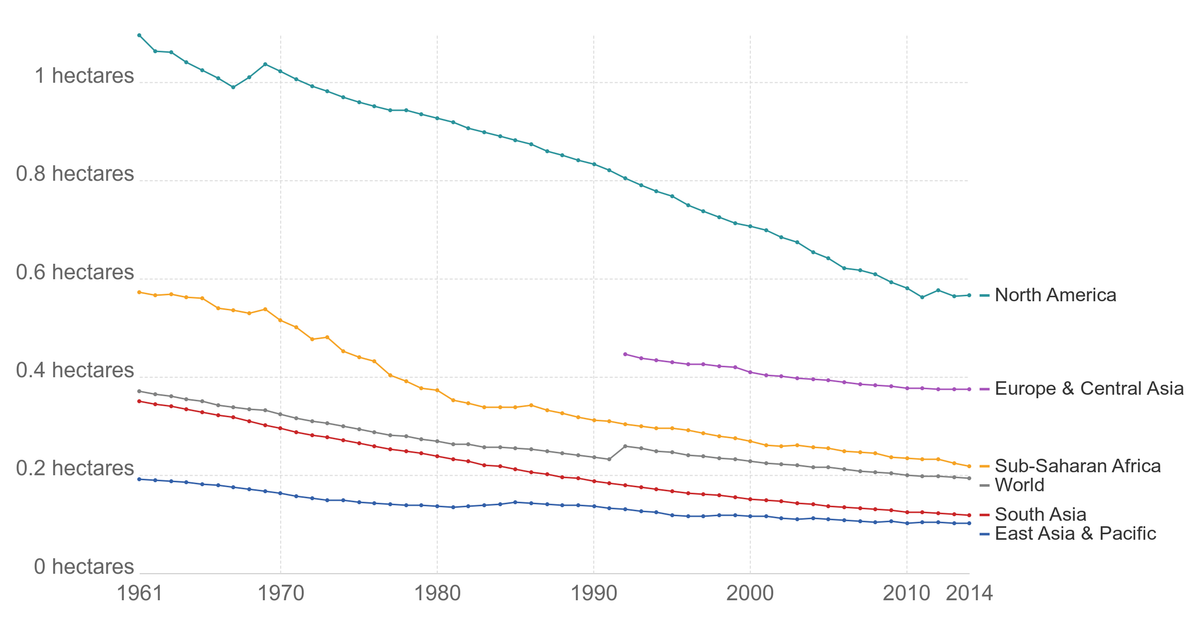 1 hectares
0.8 hectares
0.6 hectares
0.4 hectares
0.2 hectares
0 hectares
1961 1970 1980 1990 2000 2010 2014
North America
Europe & Central Asia
Sub-Saharan Africa
World
South Asia
East Asia & Pacific